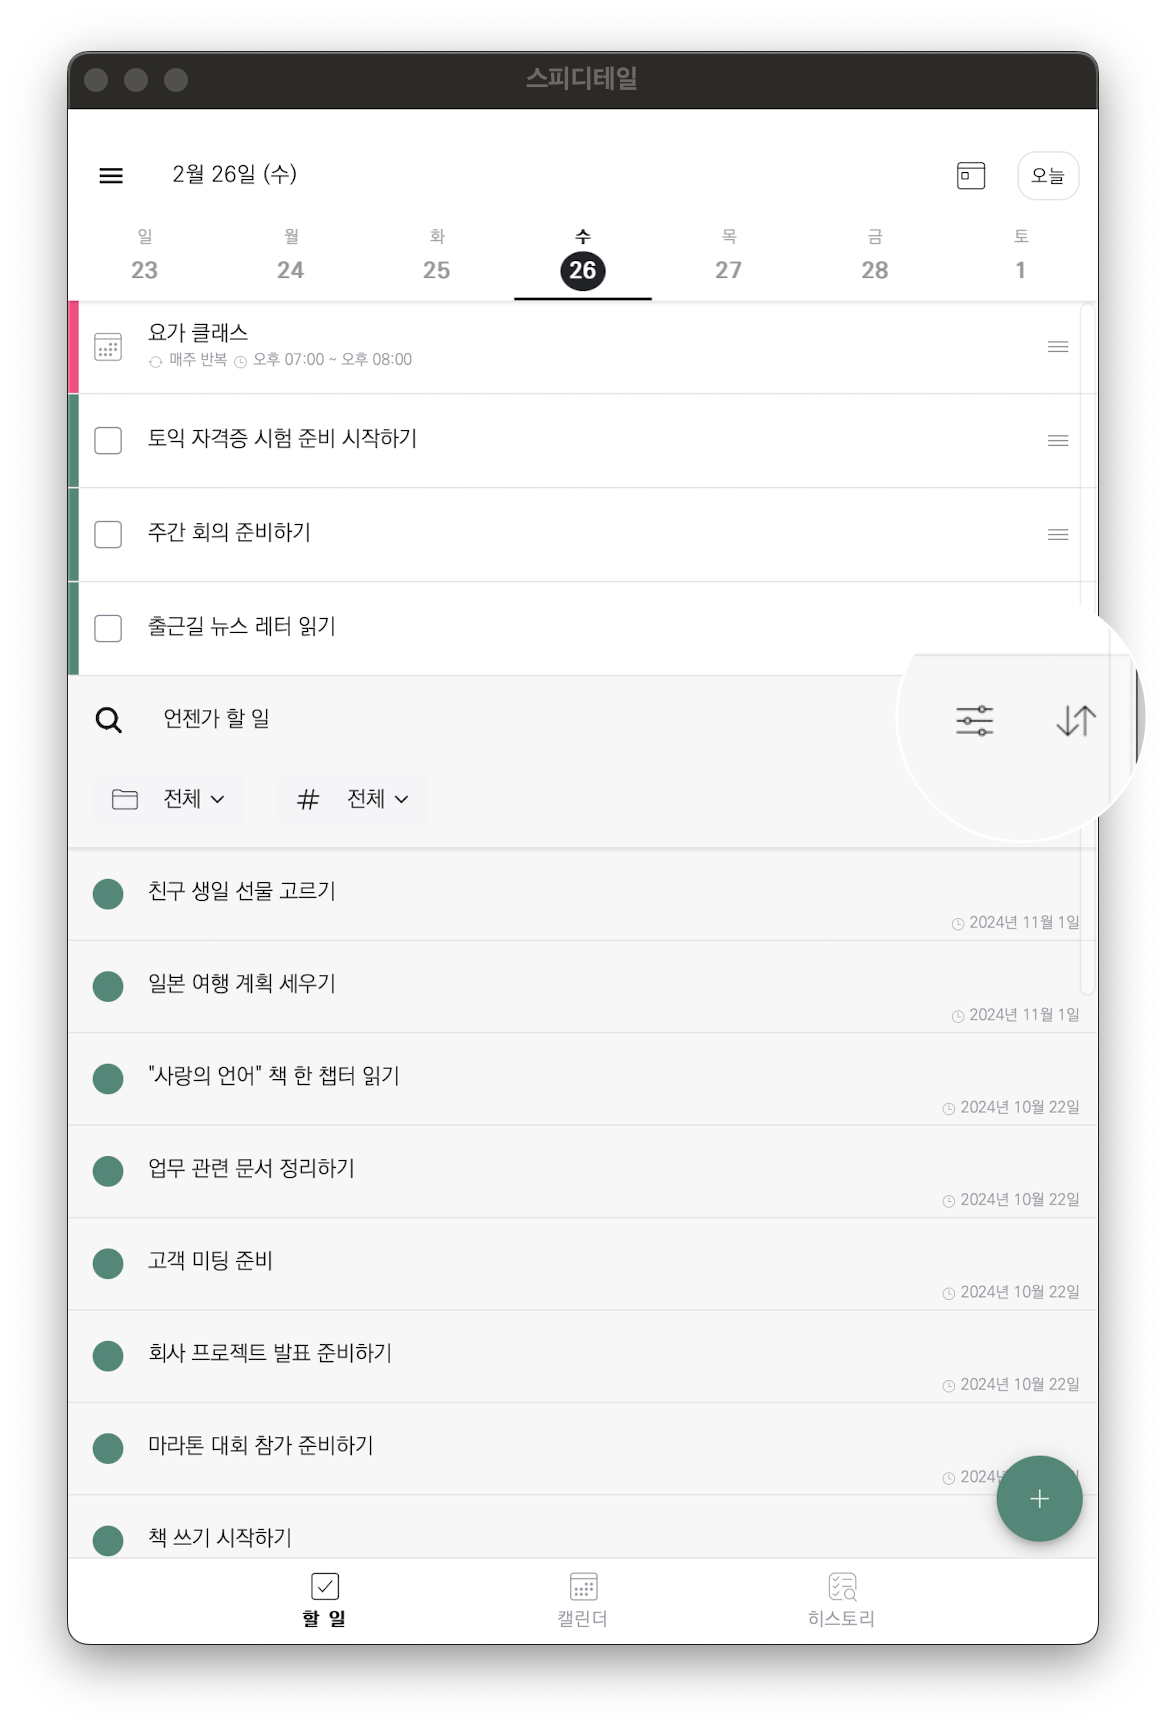 스피디테일
2월 26일 (수)
오늘
일 월 화 수 목 금 토
23 24 25 26 27 28 1
요가 클래스
매주 반복 오후 07:00 ~ 오후 08:00
토익 자격증 시험 준비 시작하기
주간 회의 준비하기
출근길 뉴스 레터 읽기
언젠가 할 일
전체 # 전체
친구 생일 선물 고르기
2024년 11월 1일
일본 여행 계획 세우기
2024년 11월 1일
"사랑의 언어" 책 한 챕터 읽기
2024년 10월 22일
업무 관련 문서 정리하기
2024년 10월 22일
고객 미팅 준비
2024년 10월 22일
회사 프로젝트 발표 준비하기
2024년 10월 22일
마라톤 대회 참가 준비하기
책 쓰기 시작하기
할 일 캘린더 히스토리